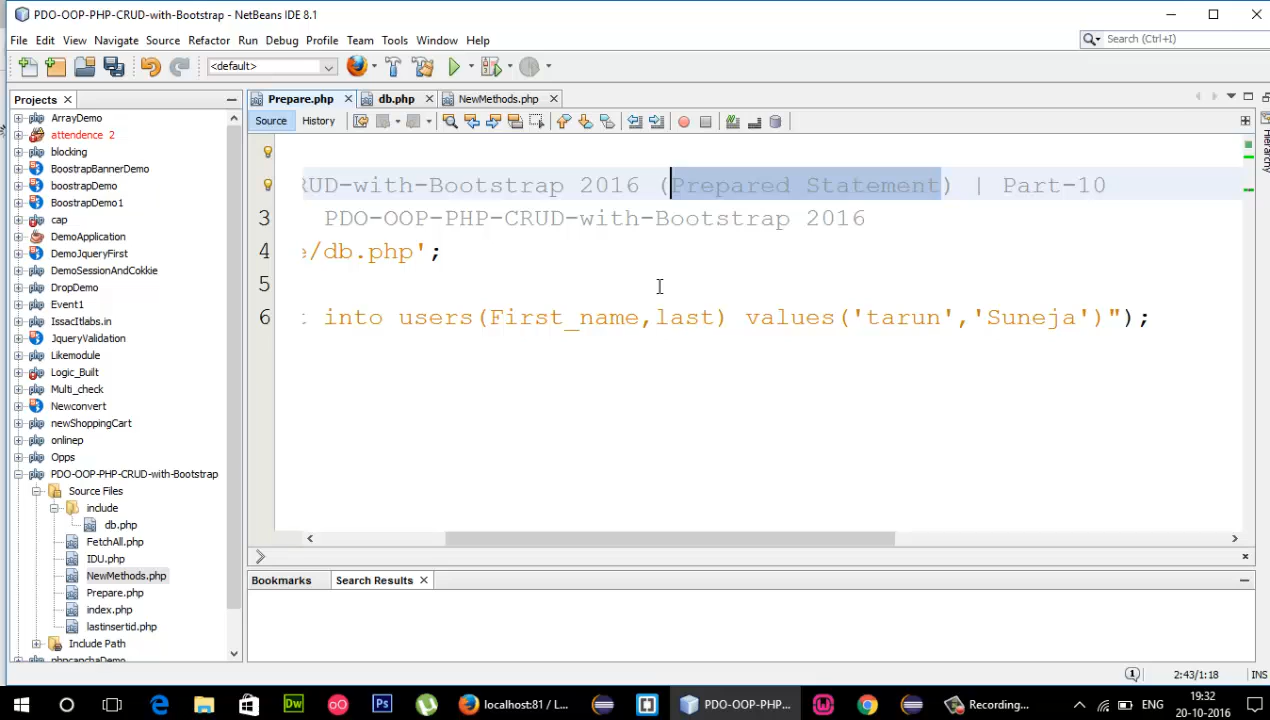 PDO-OOP-PHP-CRUD-with-Bootstrap - NetBeans IDE 8.1
File Edit View Navigate Source Refactor Run Debug Profile Team Tools Window Help
Search (Ctrl+I)
<default>
Projects
Prepare.php db.php NewMethods.php
Source History
ArrayDemo
attendence 2
blocking
BoostrapBannerDemo
boostrapDemo
BoostrapDemo1
cap
DemoApplication
DemoJqueryFirst
DemoSessionAndCokkie
DropDemo
Event1
IssacItlabs.in
JqueryValidation
Likemodule
Logic_Built
Multi_check
Newconvert
newShoppingCart
onlinep
Opps
PDO-OOP-PHP-CRUD-with-Bootstrap
Source Files
include
db.php
FetchAll.php
IDU.php
NewMethods.php
Prepare.php
index.php
lastinsertid.php
Include Path
RUD-with-Bootstrap 2016 (Prepared Statement) | Part-10
3 PDO-OOP-PHP-CRUD-with-Bootstrap 2016
4 e/db.php';
5
6 t into users(First_name,last) values('tarun','Suneja')");
Hierarchy
Bookmarks Search Results
1 2:43/1:18 INS
localhost:81 / L... PDO-OOP-PHP... Recording... ENG 19:32
20-10-2016